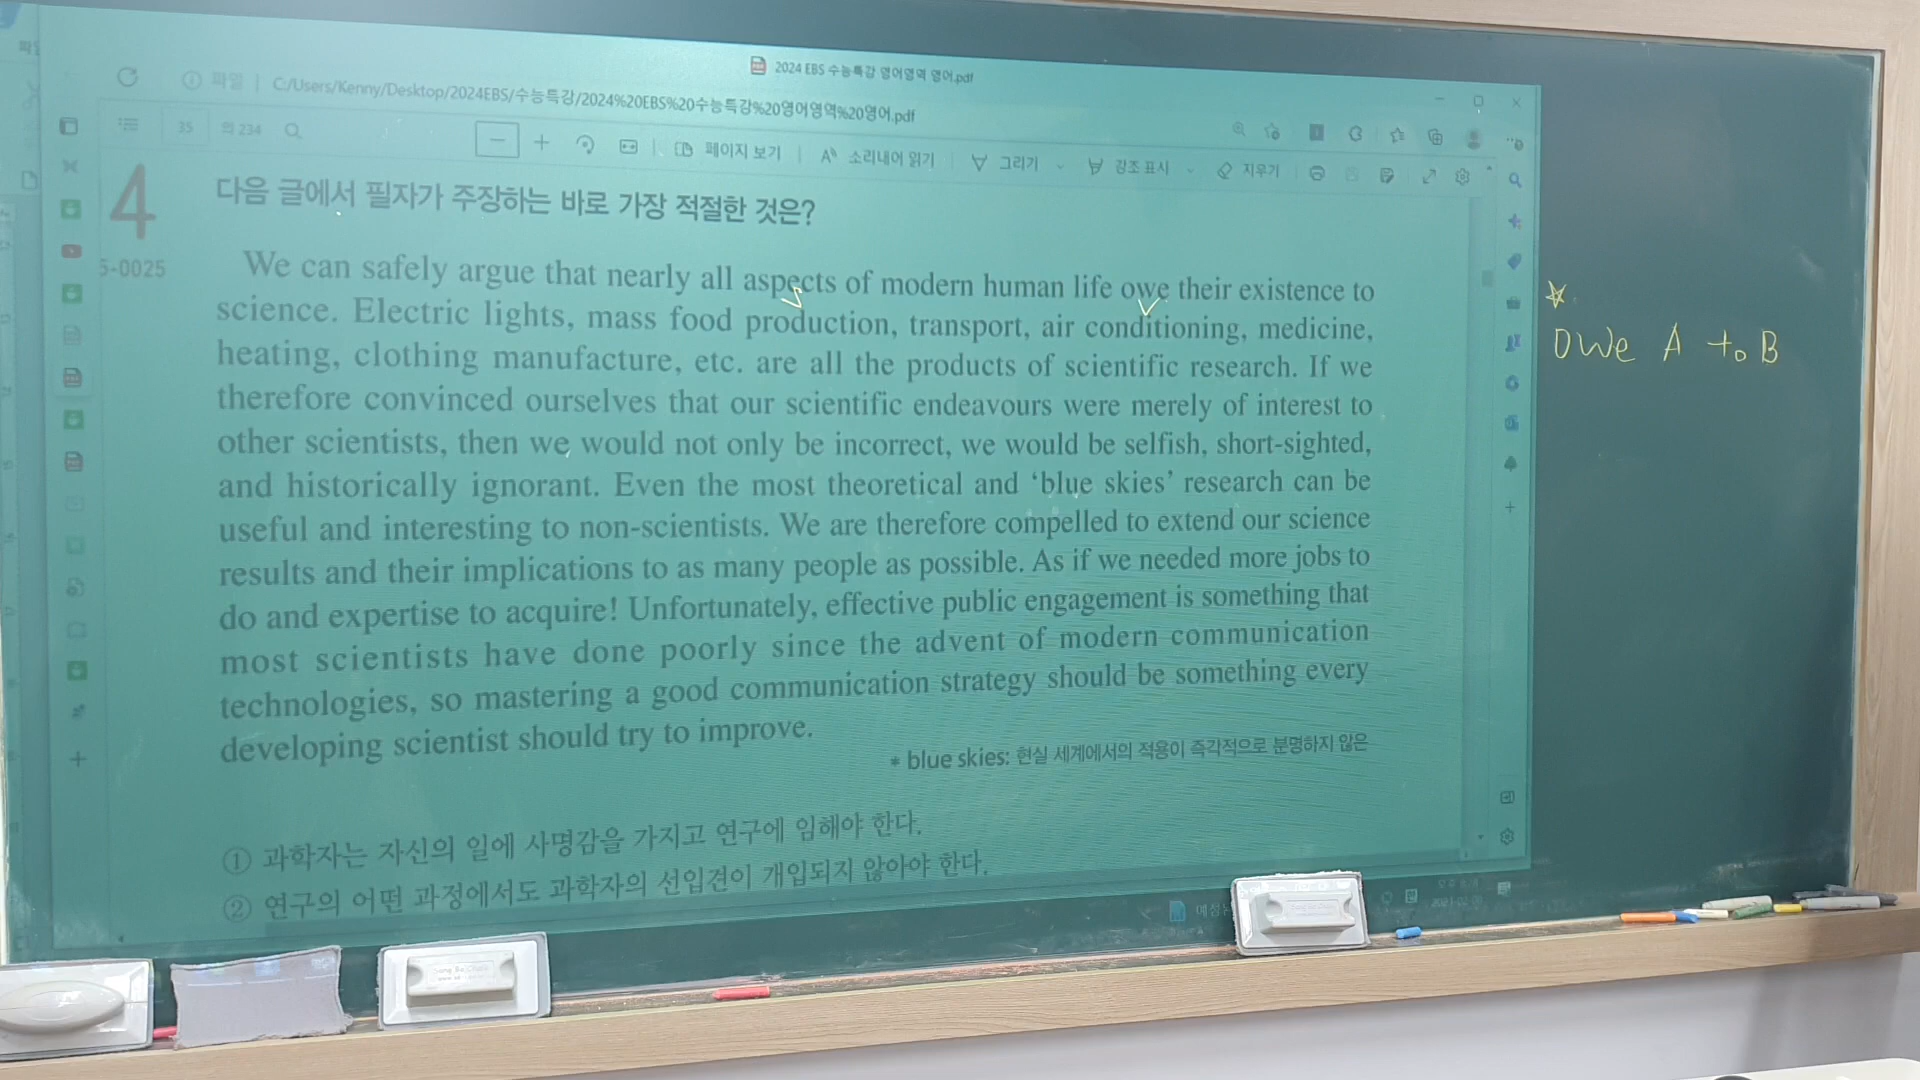 2024 EBS 수능특강 영어영역 영어.pdf
파일 | C:/Users/Kenny/Desktop/2024EBS/수능특강/2024%20EBS%20수능특강%20영어영역%20영어.pdf
35 의 234 페이지 보기 소리내어 읽기 그리기 강조 표시 지우기
4 다음 글에서 필자가 주장하는 바로 가장 적절한 것은?
5-0025
We can safely argue that nearly all aspects of modern human life owe their existence to
science. Electric lights, mass food production, transport, air conditioning, medicine,
heating, clothing manufacture, etc. are all the products of scientific research. If we
therefore convinced ourselves that our scientific endeavours were merely of interest to
other scientists, then we would not only be incorrect, we would be selfish, short-sighted,
and historically ignorant. Even the most theoretical and ‘blue skies’ research can be
useful and interesting to non-scientists. We are therefore compelled to extend our science
results and their implications to as many people as possible. As if we needed more jobs to
do and expertise to acquire! Unfortunately, effective public engagement is something that
most scientists have done poorly since the advent of modern communication
technologies, so mastering a good communication strategy should be something every
developing scientist should try to improve.
* blue skies: 현실 세계에서의 적용이 즉각적으로 분명하지 않은
① 과학자는 자신의 일에 사명감을 가지고 연구에 임해야 한다.
② 연구의 어떤 과정에서도 과학자의 선입견이 개입되지 않아야 한다.
S
V
owe A to B